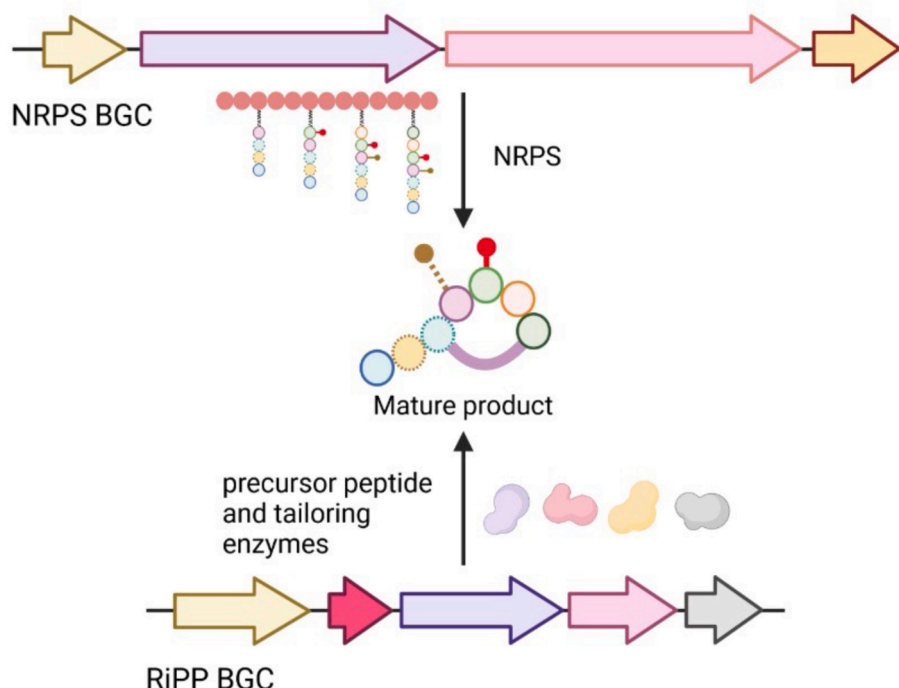 NRPS BGC
NRPS
Mature product
precursor peptide
and tailoring
enzymes
RiPP BGC